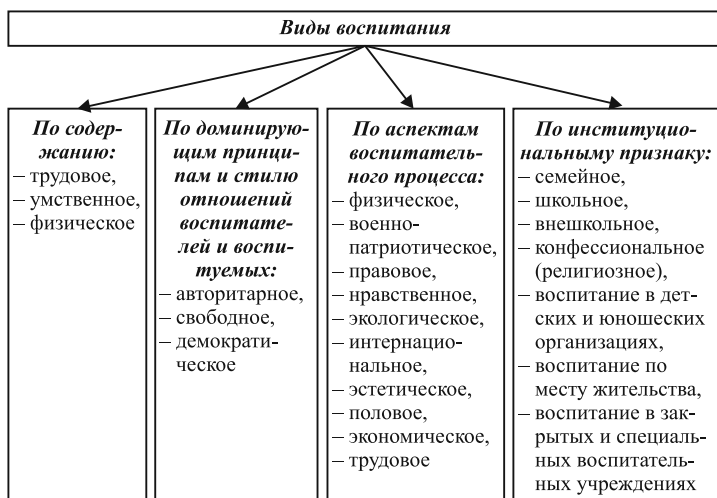 Виды воспитания
По содер-
жанию:
– трудовое,
– умственное,
– физическое
По доминирую-
щим принци-
пам и стилю
отношений
воспитате-
лей и воспи-
туемых:
– авторитарное,
– свободное,
– демократи-
ческое
По аспектам
воспитатель-
ного процесса:
– физическое,
– военно-
патриотическое,
– правовое,
– нравственное,
– экологическое,
– интернацио-
нальное,
– эстетическое,
– половое,
– экономическое,
– трудовое
По институцио-
нальному признаку:
– семейное,
– школьное,
– внешкольное,
– конфессиональное
(религиозное),
– воспитание в дет-
ских и юношеских
организациях,
– воспитание по
месту жительства,
– воспитание в зак-
рытых и специаль-
ных воспитатель-
ных учреждениях